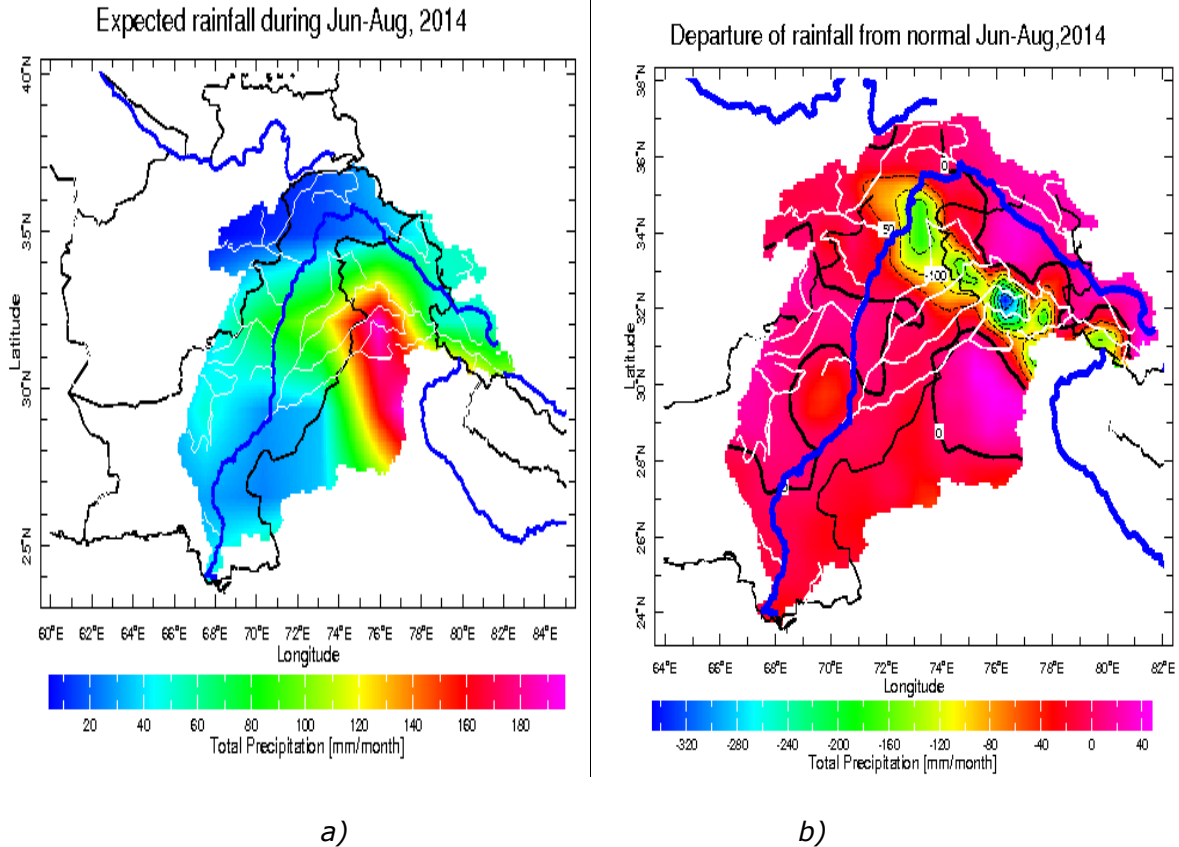 Expected rainfall during Jun-Aug, 2014
40°N
35°N
30°N
25°N
Latitude
60°E 62°E 64°E 66°E 68°E 70°E 72°E 74°E 76°E 78°E 80°E 82°E 84°E
Longitude
20 40 60 80 100 120 140 160 180
Total Precipitation [mm/month]
a)
Departure of rainfall from normal Jun-Aug,2014
38°N
36°N
34°N
32°N
30°N
28°N
26°N
24°N
Latitude
0
-50
-100
0
64°E 66°E 68°E 70°E 72°E 74°E 76°E 78°E 80°E 82°E
Longitude
-320 -280 -240 -200 -160 -120 -80 -40 0 40
Total Precipitation [mm/month]
b)